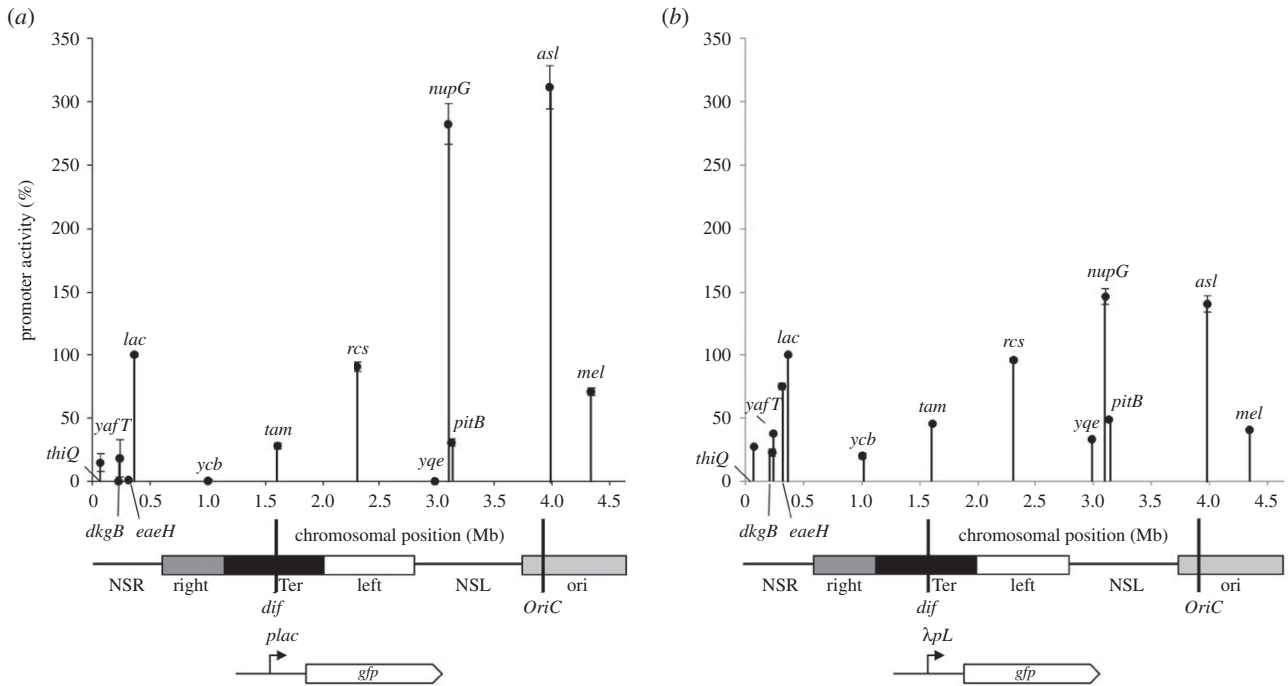 (a)
350
300
250
200
150
100
50
0
promoter activity (%)
asl
nupG
lac
rcs
mel
yafT
tam
pitB
thiQ
ycb
yqe
0 0.5 1.0 1.5 2.0 2.5 3.0 3.5 4.0 4.5
dkgB eaeH
chromosomal position (Mb)
NSR right Ter left NSL ori
dif OriC
plac
gfp
(b)
350
300
250
200
150
100
50
0
nupG
asl
lac
rcs
yafT
tam
pitB
mel
thiQ
ycb
yqe
0 0.5 1.0 1.5 2.0 2.5 3.0 3.5 4.0 4.5
dkgB eaeH
chromosomal position (Mb)
NSR right Ter left NSL ori
dif OriC
λpL
gfp